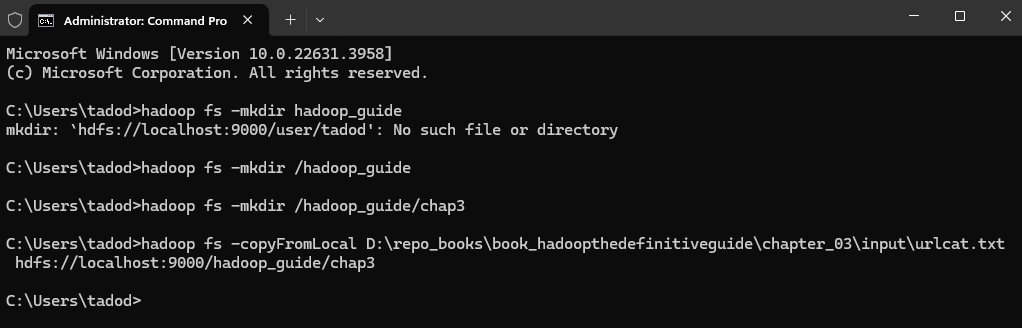 Administrator: Command Pro
Microsoft Windows [Version 10.0.22631.3958]
(c) Microsoft Corporation. All rights reserved.
C:\Users\tadod>hadoop fs -mkdir hadoop_guide
mkdir: `hdfs://localhost:9000/user/tadod': No such file or directory
C:\Users\tadod>hadoop fs -mkdir /hadoop_guide
C:\Users\tadod>hadoop fs -mkdir /hadoop_guide/chap3
C:\Users\tadod>hadoop fs -copyFromLocal D:\repo_books\book_hadoopthedefinitiveguide\chapter_03\input\urlcat.txt
hdfs://localhost:9000/hadoop_guide/chap3
C:\Users\tadod>